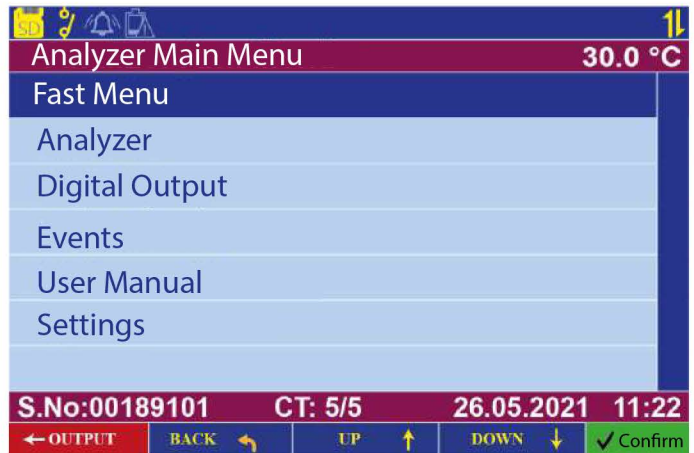 SD
Analyzer Main Menu 30.0 °C
Fast Menu
Analyzer
Digital Output
Events
User Manual
Settings
S.No:00189101 CT: 5/5 26.05.2021 11:22
←OUTPUT BACK UP ↑ DOWN ↓ ✓ Confirm